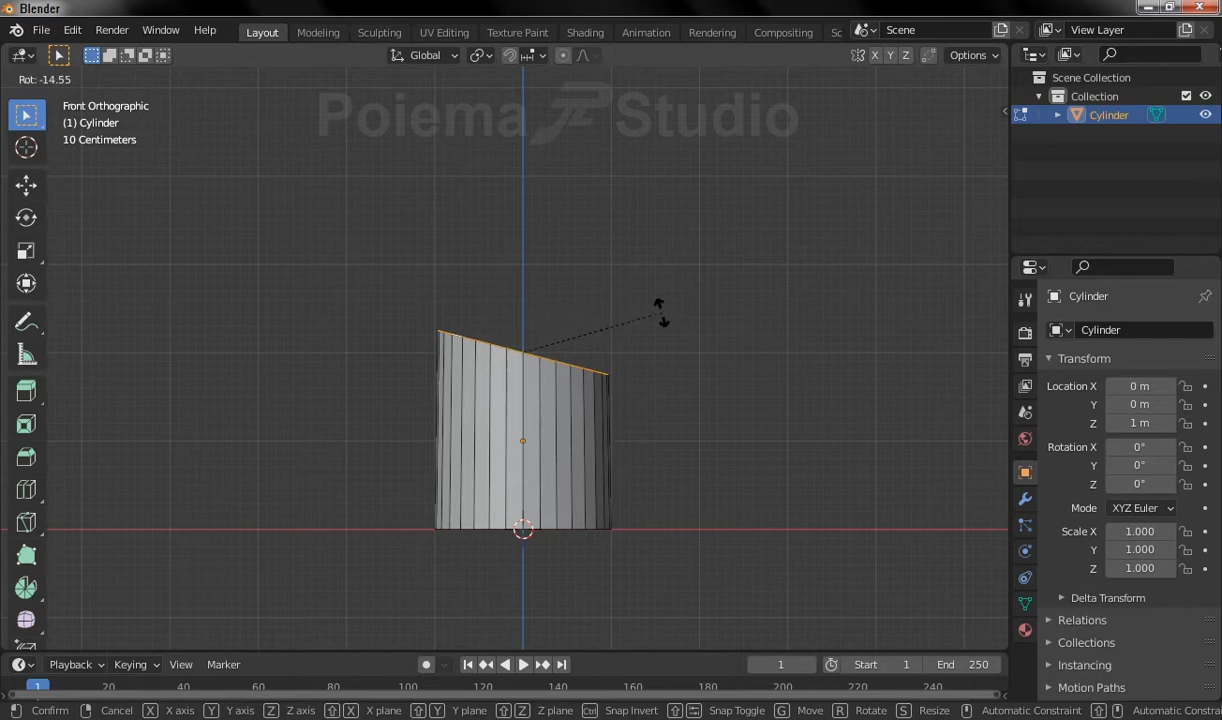 Blender
File Edit Render Window Help
Layout Modeling Sculpting UV Editing Texture Paint Shading Animation Rendering Compositing Sc
Scene
View Layer
Global
X Y Z
Options
Rot: -14.55
Poiema Studio
Front Orthographic
(1) Cylinder
10 Centimeters
Scene Collection
Collection
Cylinder
Cylinder
Cylinder
Transform
Location X 0 m
Y 0 m
Z 1 m
Rotation X 0°
Y 0°
Z 0°
Mode XYZ Euler
Scale X 1.000
Y 1.000
Z 1.000
Delta Transform
Relations
Collections
Instancing
Motion Paths
Playback Keying View Marker
1 Start 1 End 250
1 20 40 60 80 100 120 140 160 180 200 220 240
Confirm Cancel X X axis Y Y axis Z Z axis X X plane Y Y plane Z Z plane Ctrl Snap Invert Snap Toggle G Move R Rotate S Resize Automatic Constraint Automatic Constra